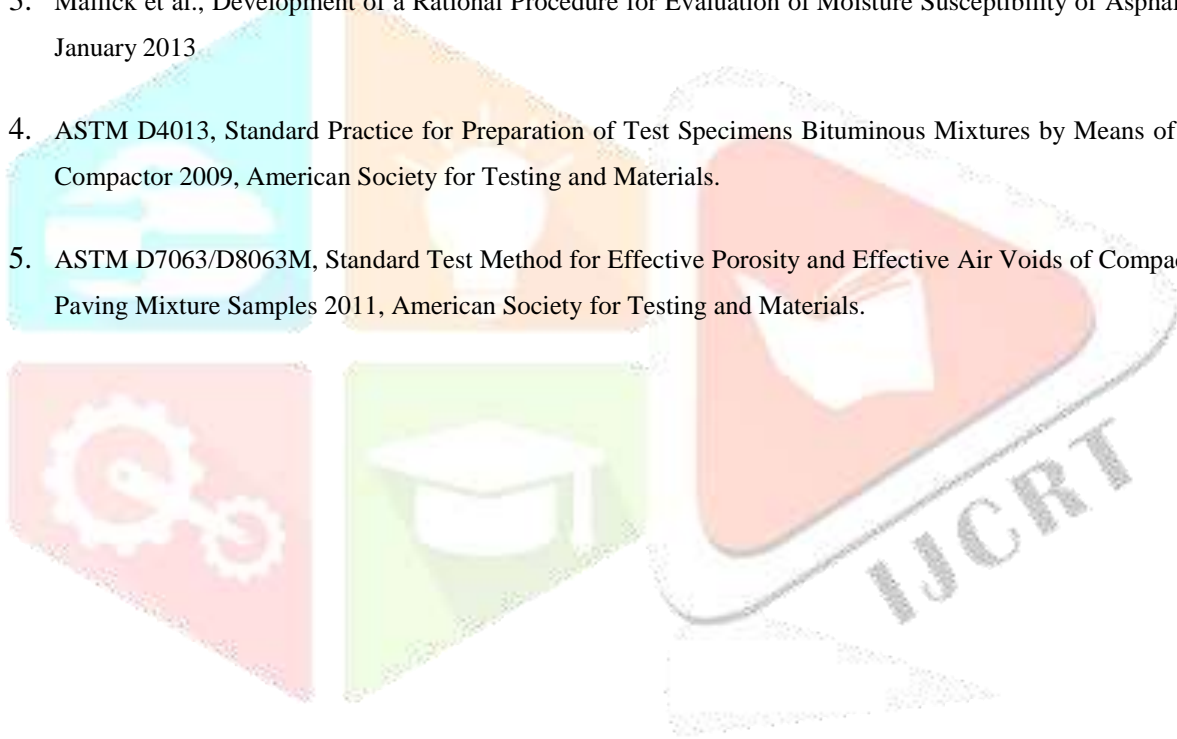 Mallick et al., Development of a Rational Procedure for Evaluation of Moisture Susceptibility of
January 2013
4. ASTM D4013, Standard Practice for Preparation of Test Specimens Bituminous Mixtures by Means of
Compactor 2009, American Society for Testing and Materials.
5. ASTM D7063/D8063M, Standard Test Method for Effective Porosity and Effective Air Voids of
Paving Mixture Samples 2011, American Society for Testing and Materials.
IJCRT